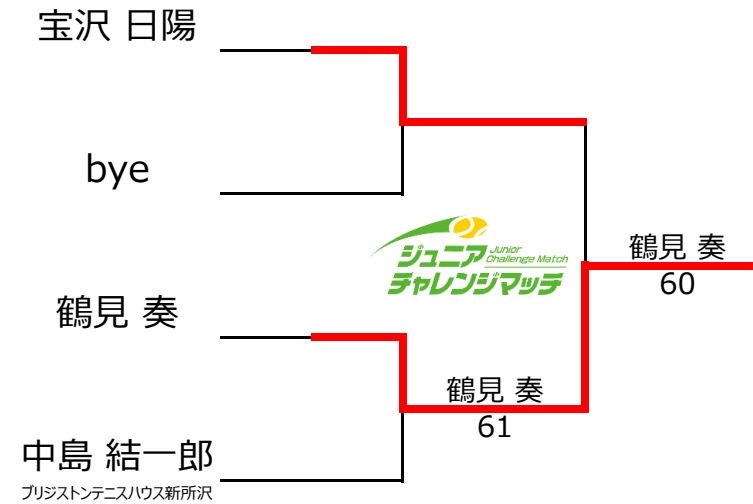 宝沢 日陽
bye
ジュニア Junior Challenge Match
チャレンジマッチ
鶴見 奏
60
鶴見 奏
鶴見 奏
61
中島 結一郎
ブリジストンテニスハウス新所沢